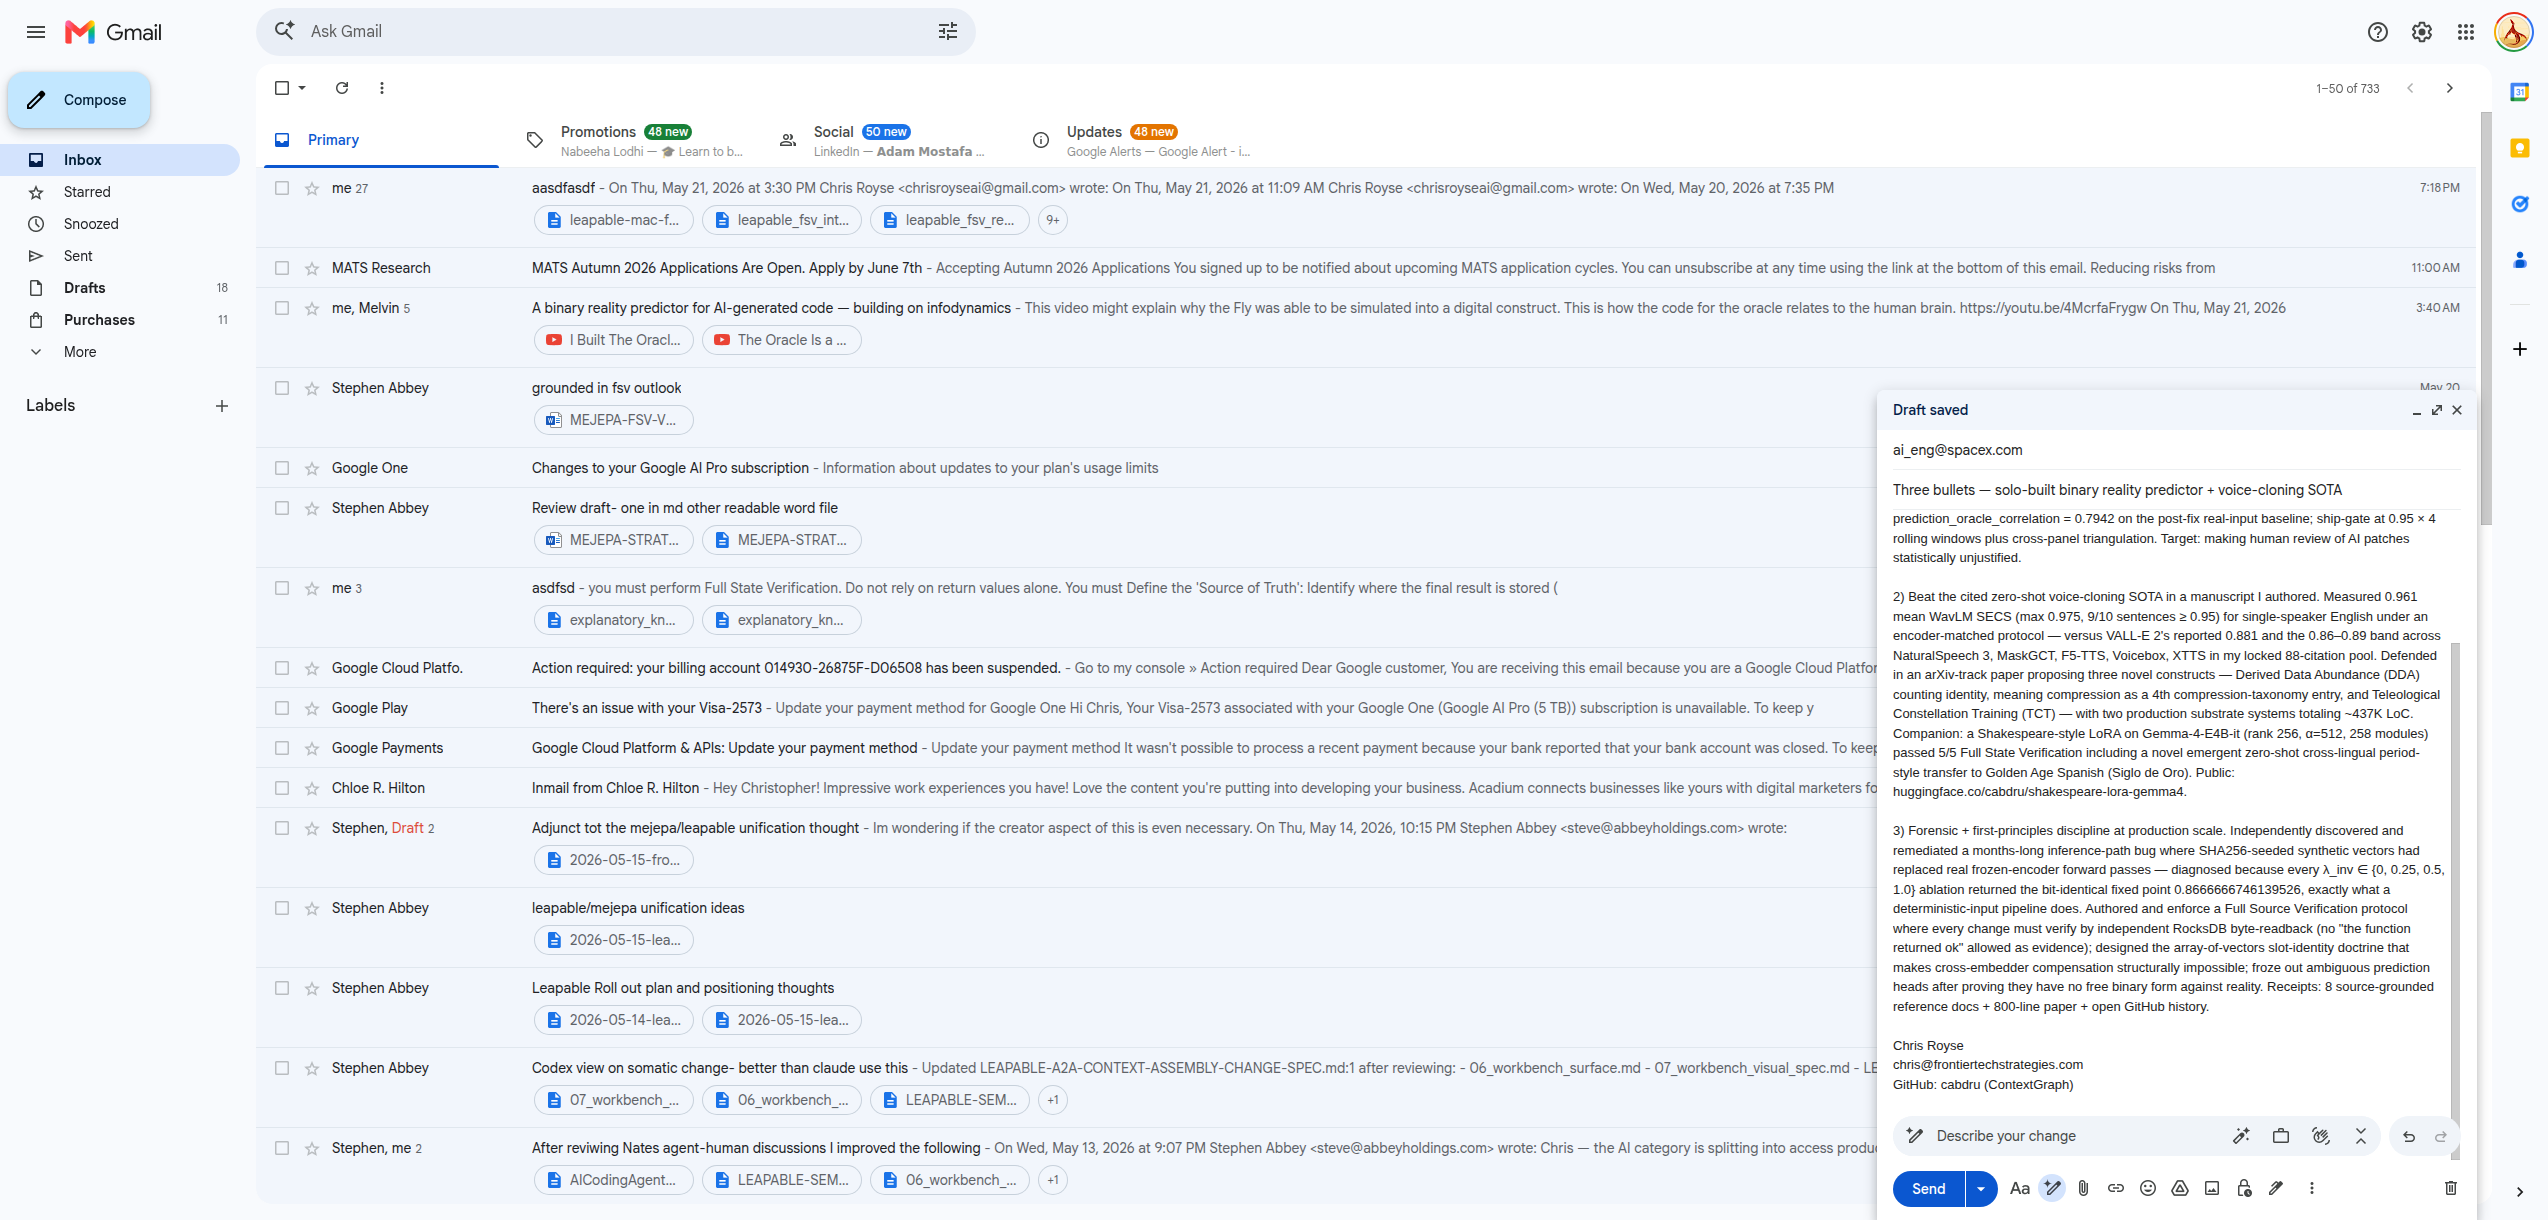 Gmail
Ask Gmail
Compose
Inbox
Starred
Snoozed
Sent
Drafts 18
Purchases 11
More
Labels
1–50 of 733
Primary
Promotions 48 new
Nabeeha Lodhi — 🎓 Learn to b...
Social 50 new
LinkedIn — Adam Mostafa ...
Updates 48 new
Google Alerts — Google Alert - i...
me 27 aasdfasdf - On Thu, May 21, 2026 at 3:30 PM Chris Royse <chrisroyseai@gmail.com> wrote: On Thu, May 21, 2026 at 11:09 AM Chris Royse <chrisroyseai@gmail.com> wrote: On Wed, May 20, 2026 at 7:35 PM 7:18 PM
leapable-mac-f... leapable_fsv_int... leapable_fsv_re... 9+
MATS Research MATS Autumn 2026 Applications Are Open. Apply by June 7th - Accepting Autumn 2026 Applications You signed up to be notified about upcoming MATS application cycles. You can unsubscribe at any time using the link at the bottom of this email. Reducing risks from 11:00 AM
me, Melvin 5 A binary reality predictor for AI-generated code — building on infodynamics - This video might explain why the Fly was able to be simulated into a digital construct. This is how the code for the oracle relates to the human brain. https://youtu.be/4McrfaFrygw On Thu, May 21, 2026 3:40 AM
I Built The Oracl... The Oracle Is a ...
Stephen Abbey grounded in fsv outlook May 20
MEJEPA-FSV-V...
Google One Changes to your Google AI Pro subscription - Information about updates to your plan's usage limits
Stephen Abbey Review draft- one in md other readable word file
MEJEPA-STRAT... MEJEPA-STRAT...
me 3 asdfsd - you must perform Full State Verification. Do not rely on return values alone. You must Define the 'Source of Truth': Identify where the final result is stored (
explanatory_kn... explanatory_kn...
Google Cloud Platfo. Action required: your billing account 014930-26875F-D06508 has been suspended. - Go to my console » Action required Dear Google customer, You are receiving this email because you are a Google Cloud Platfor
Google Play There's an issue with your Visa-2573 - Update your payment method for Google One Hi Chris, Your Visa-2573 associated with your Google One (Google AI Pro (5 TB)) subscription is unavailable. To keep y
Google Payments Google Cloud Platform & APIs: Update your payment method - Update your payment method It wasn't possible to process a recent payment because your bank reported that your bank account was closed. To keep
Chloe R. Hilton Inmail from Chloe R. Hilton - Hey Christopher! Impressive work experiences you have! Love the content you're putting into developing your business. Acadium connects businesses like yours with digital marketers fo
Stephen, Draft 2 Adjunct tot the mejepa/leapable unification thought - Im wondering if the creator aspect of this is even necessary. On Thu, May 14, 2026, 10:15 PM Stephen Abbey <steve@abbeyholdings.com> wrote:
2026-05-15-fro...
Stephen Abbey leapable/mejepa unification ideas
2026-05-15-lea...
Stephen Abbey Leapable Roll out plan and positioning thoughts
2026-05-14-lea... 2026-05-15-lea...
Stephen Abbey Codex view on somatic change- better than claude use this - Updated LEAPABLE-A2A-CONTEXT-ASSEMBLY-CHANGE-SPEC.md:1 after reviewing: - 06_workbench_surface.md - 07_workbench_visual_spec.md - LE
07_workbench_... 06_workbench_... LEAPABLE-SEM... +1
Stephen, me 2 After reviwing Nates agent-human discussions I improved the following - On Wed, May 13, 2026 at 9:07 PM Stephen Abbey <steve@abbeyholdings.com> wrote: Chris — the AI category is splitting into access produ
AICodingAgent... LEAPABLE-SEM... 06_workbench_... +1
Draft saved
ai_eng@spacex.com
Three bullets — solo-built binary reality predictor + voice-cloning SOTA
prediction_oracle_correlation = 0.7942 on the post-fix real-input baseline; ship-gate at 0.95 × 4
rolling windows plus cross-panel triangulation. Target: making human review of AI patches
statistically unjustified.
2) Beat the cited zero-shot voice-cloning SOTA in a manuscript I authored. Measured 0.961
mean WavLM SECS (max 0.975, 9/10 sentences ≥ 0.95) for single-speaker English under an
encoder-matched protocol — versus VALL-E 2's reported 0.881 and the 0.86–0.89 band across
NaturalSpeech 3, MaskGCT, F5-TTS, Voicebox, XTTS in my locked 88-citation pool. Defended
in an arXiv-track paper proposing three novel constructs — Derived Data Abundance (DDA)
counting identity, meaning compression as a 4th compression-taxonomy entry, and Teleological
Constellation Training (TCT) — with two production substrate systems totaling ~437K LoC.
Companion: a Shakespeare-style LoRA on Gemma-4-E4B-it (rank 256, α=512, 258 modules)
passed 5/5 Full State Verification including a novel emergent zero-shot cross-lingual period-
style transfer to Golden Age Spanish (Siglo de Oro). Public:
huggingface.co/cabdru/shakespeare-lora-gemma4.
3) Forensic + first-principles discipline at production scale. Independently discovered and
remediated a months-long inference-path bug where SHA256-seeded synthetic vectors had
replaced real frozen-encoder forward passes — diagnosed because every λ_inv ∈ {0, 0.25, 0.5,
1.0} ablation returned the bit-identical fixed point 0.8666666746139526, exactly what a
deterministic-input pipeline does. Authored and enforce a Full Source Verification protocol
where every change must verify by independent RocksDB byte-readback (no "the function
returned ok" allowed as evidence); designed the array-of-vectors slot-identity doctrine that
makes cross-embedder compensation structurally impossible; froze out ambiguous prediction
heads after proving they have no free binary form against reality. Receipts: 8 source-grounded
reference docs + 800-line paper + open GitHub history.
Chris Royse
chris@frontiertechstrategies.com
GitHub: cabdru (ContextGraph)
Describe your change
Send
Aa
31